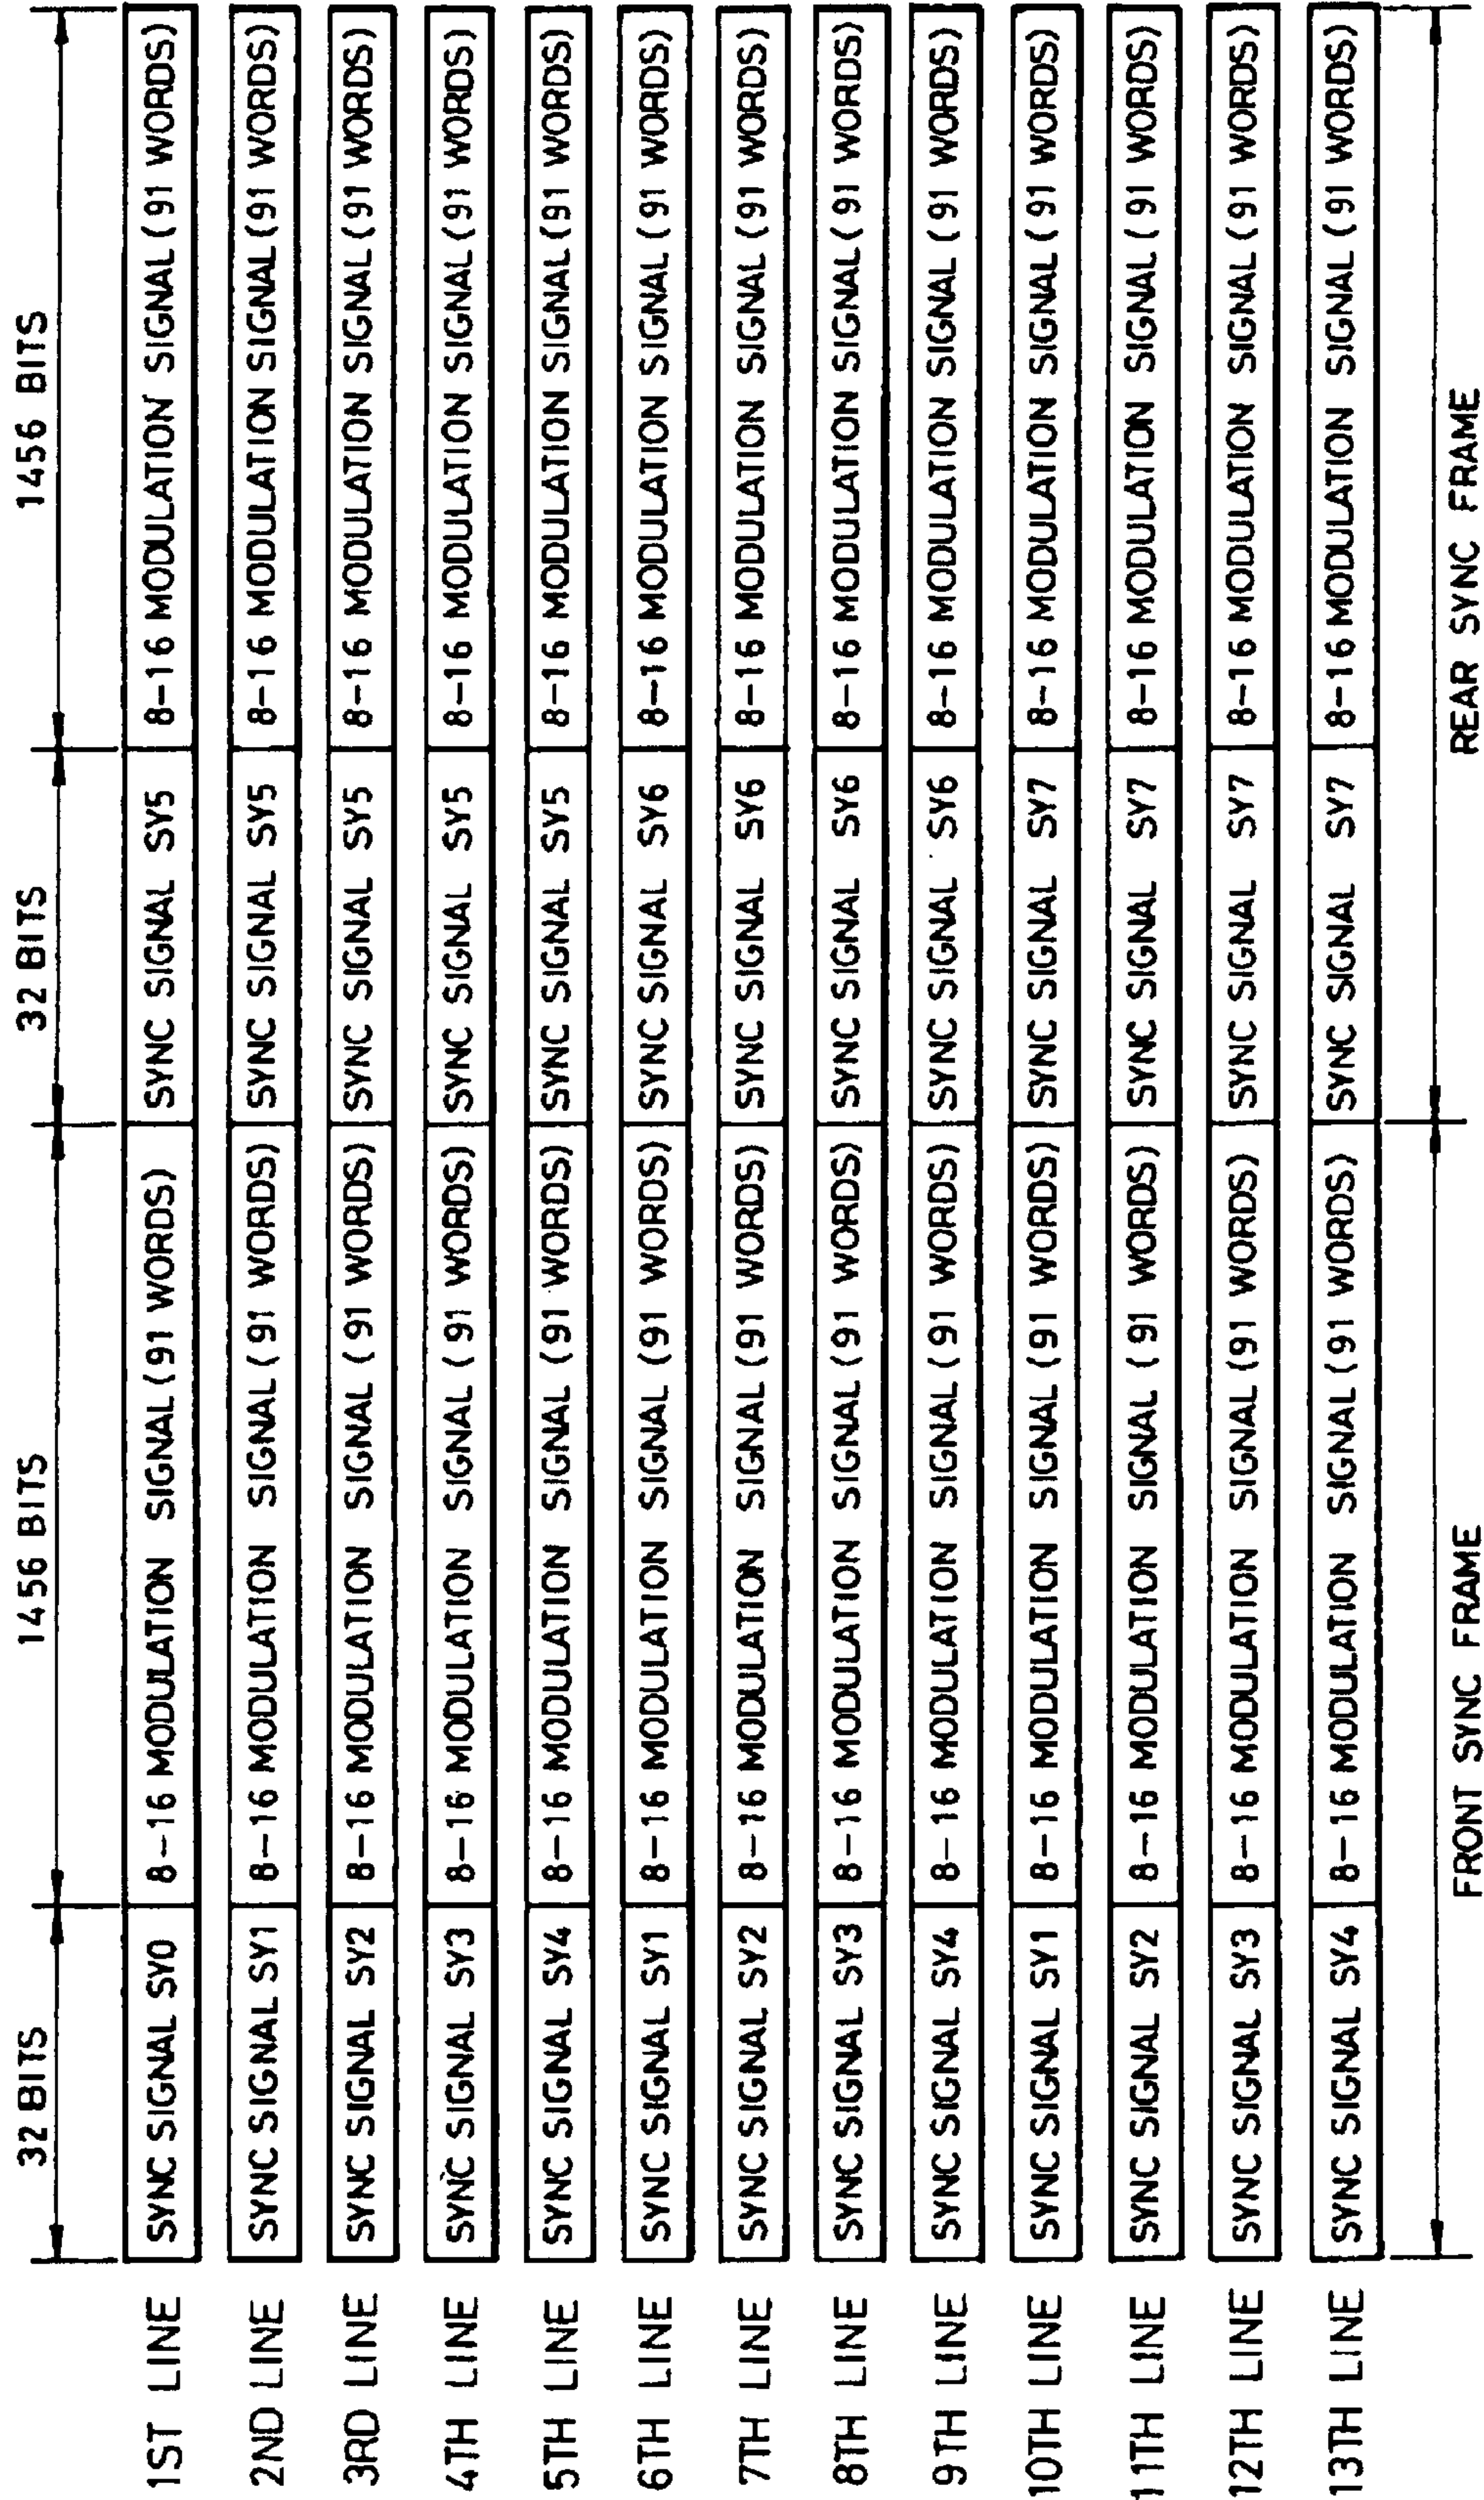 32 BITS 1456 BITS 32 BITS 1456 BITS
1ST LINE SYNC SIGNAL SY0 8-16 MODULATION SIGNAL (91 WORDS) SYNC SIGNAL SY5 8-16 MODULATION SIGNAL (91 WORDS)
2ND LINE SYNC SIGNAL SY1 8-16 MODULATION SIGNAL (91 WORDS) SYNC SIGNAL SY5 8-16 MODULATION SIGNAL (91 WORDS)
3RD LINE SYNC SIGNAL SY2 8-16 MODULATION SIGNAL (91 WORDS) SYNC SIGNAL SY5 8-16 MODULATION SIGNAL (91 WORDS)
4TH LINE SYNC SIGNAL SY3 8-16 MODULATION SIGNAL (91 WORDS) SYNC SIGNAL SY5 8-16 MODULATION SIGNAL (91 WORDS)
5TH LINE SYNC SIGNAL SY4 8-16 MODULATION SIGNAL (91 WORDS) SYNC SIGNAL SY5 8-16 MODULATION SIGNAL (91 WORDS)
6TH LINE SYNC SIGNAL SY1 8-16 MODULATION SIGNAL (91 WORDS) SYNC SIGNAL SY6 8-16 MODULATION SIGNAL (91 WORDS)
7TH LINE SYNC SIGNAL SY2 8-16 MODULATION SIGNAL (91 WORDS) SYNC SIGNAL SY6 8-16 MODULATION SIGNAL (91 WORDS)
8TH LINE SYNC SIGNAL SY3 8-16 MODULATION SIGNAL (91 WORDS) SYNC SIGNAL SY6 8-16 MODULATION SIGNAL (91 WORDS)
9TH LINE SYNC SIGNAL SY4 8-16 MODULATION SIGNAL (91 WORDS) SYNC SIGNAL SY6 8-16 MODULATION SIGNAL (91 WORDS)
10TH LINE SYNC SIGNAL SY1 8-16 MODULATION SIGNAL (91 WORDS) SYNC SIGNAL SY7 8-16 MODULATION SIGNAL (91 WORDS)
11TH LINE SYNC SIGNAL SY2 8-16 MODULATION SIGNAL (91 WORDS) SYNC SIGNAL SY7 8-16 MODULATION SIGNAL (91 WORDS)
12TH LINE SYNC SIGNAL SY3 8-16 MODULATION SIGNAL (91 WORDS) SYNC SIGNAL SY7 8-16 MODULATION SIGNAL (91 WORDS)
13TH LINE SYNC SIGNAL SY4 8-16 MODULATION SIGNAL (91 WORDS) SYNC SIGNAL SY7 8-16 MODULATION SIGNAL (91 WORDS)
FRONT SYNC FRAME REAR SYNC FRAME